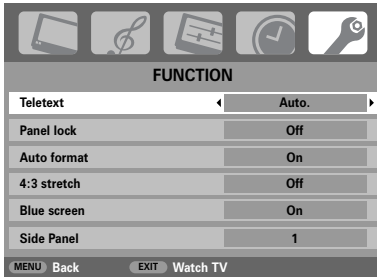 FUNCTION
Teletext Auto.
Panel lock Off
Auto format On
4:3 stretch Off
Blue screen On
Side Panel 1
MENU Back EXIT Watch TV